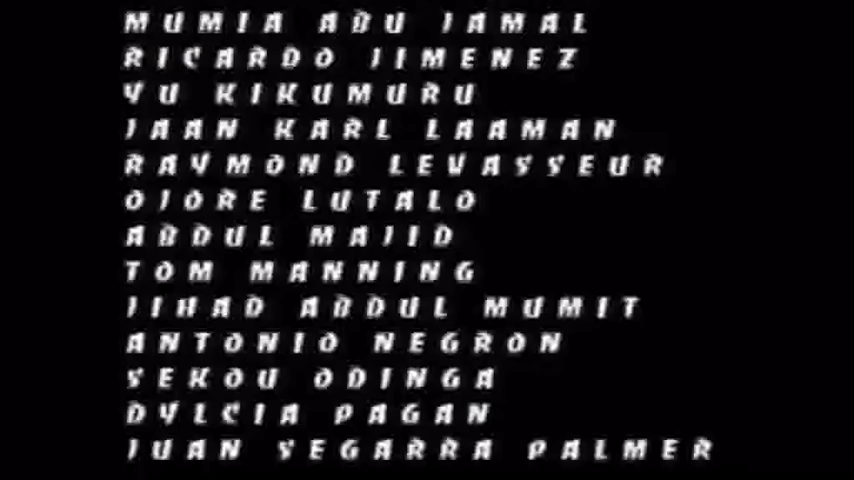 MUMIA ABU JAMAL
RICARDO JIMENEZ
YU KIKUMURU
JAAN KARL LAAMAN
RAYMOND LEVASSEUR
OJORE LUTALO
ABDUL MAJID
TOM MANNING
JIHAD ABDUL MUMIT
ANTONIO NEGRON
SEKOU ODINGA
DYLCIA PAGAN
JUAN SEGARRA PALMER